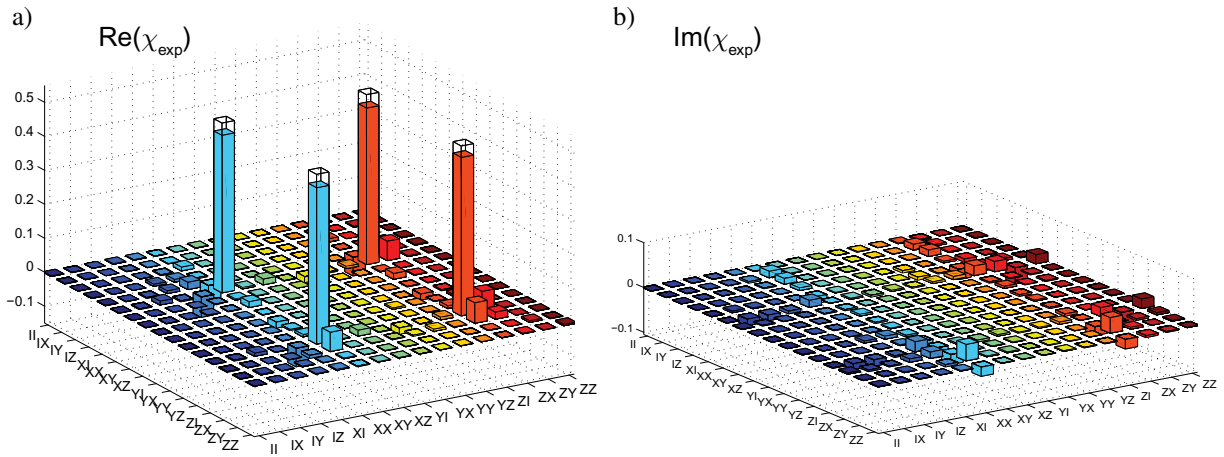 a)
Re(χexp)
0.5
0.4
0.3
0.2
0.1
0
−0.1
II
IX
IY
IZ
XI
XX
XY
XZ
YI
YX
YY
YZ
ZI
ZX
ZY
ZZ
II
IX
IY
IZ
XI
XX
XY
XZ
YI
YX
YY
YZ
ZI
ZX
ZY
ZZ
b)
Im(χexp)
0.1
0
−0.1
II
IX
IY
IZ
XI
XX
XY
XZ
YI
YX
YY
YZ
ZI
ZX
ZY
ZZ
II
IX
IY
IZ
XI
XX
XY
XZ
YI
YX
YY
YZ
ZI
ZX
ZY
ZZ